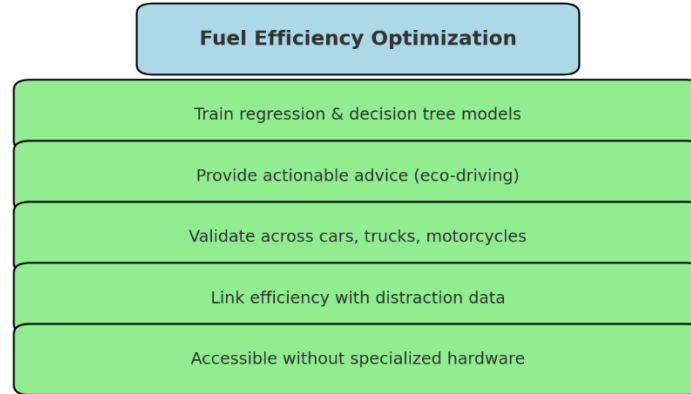 Fuel Efficiency Optimization
Train regression & decision tree models
Provide actionable advice (eco-driving)
Validate across cars, trucks, motorcycles
Link efficiency with distraction data
Accessible without specialized hardware